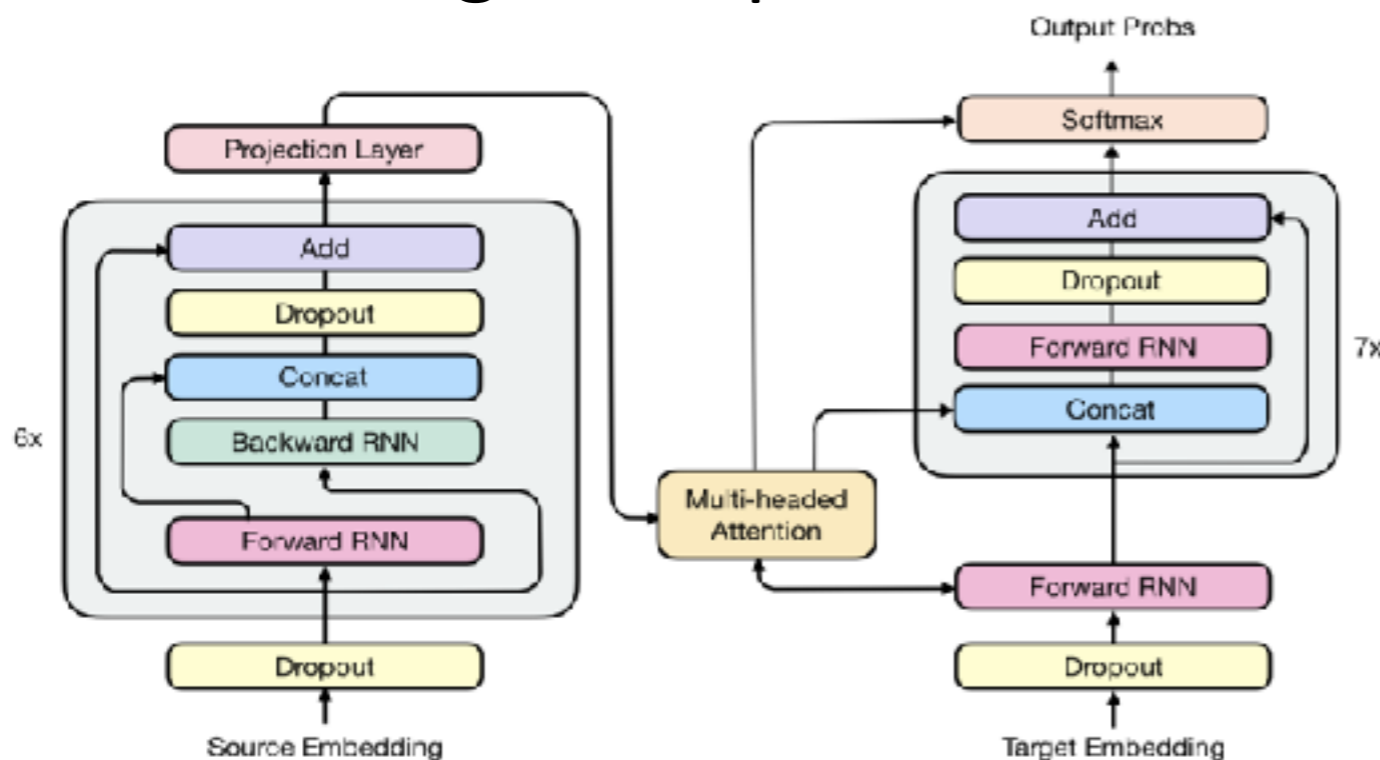 Output Probs
Softmax
Projection Layer
Add
Add
Dropout
Dropout
Forward RNN
7x
Concat
Concat
6x
Backward RNN
Multi-headed
Attention
Forward RNN
Forward RNN
Dropout
Dropout
Source Embedding
Target Embedding